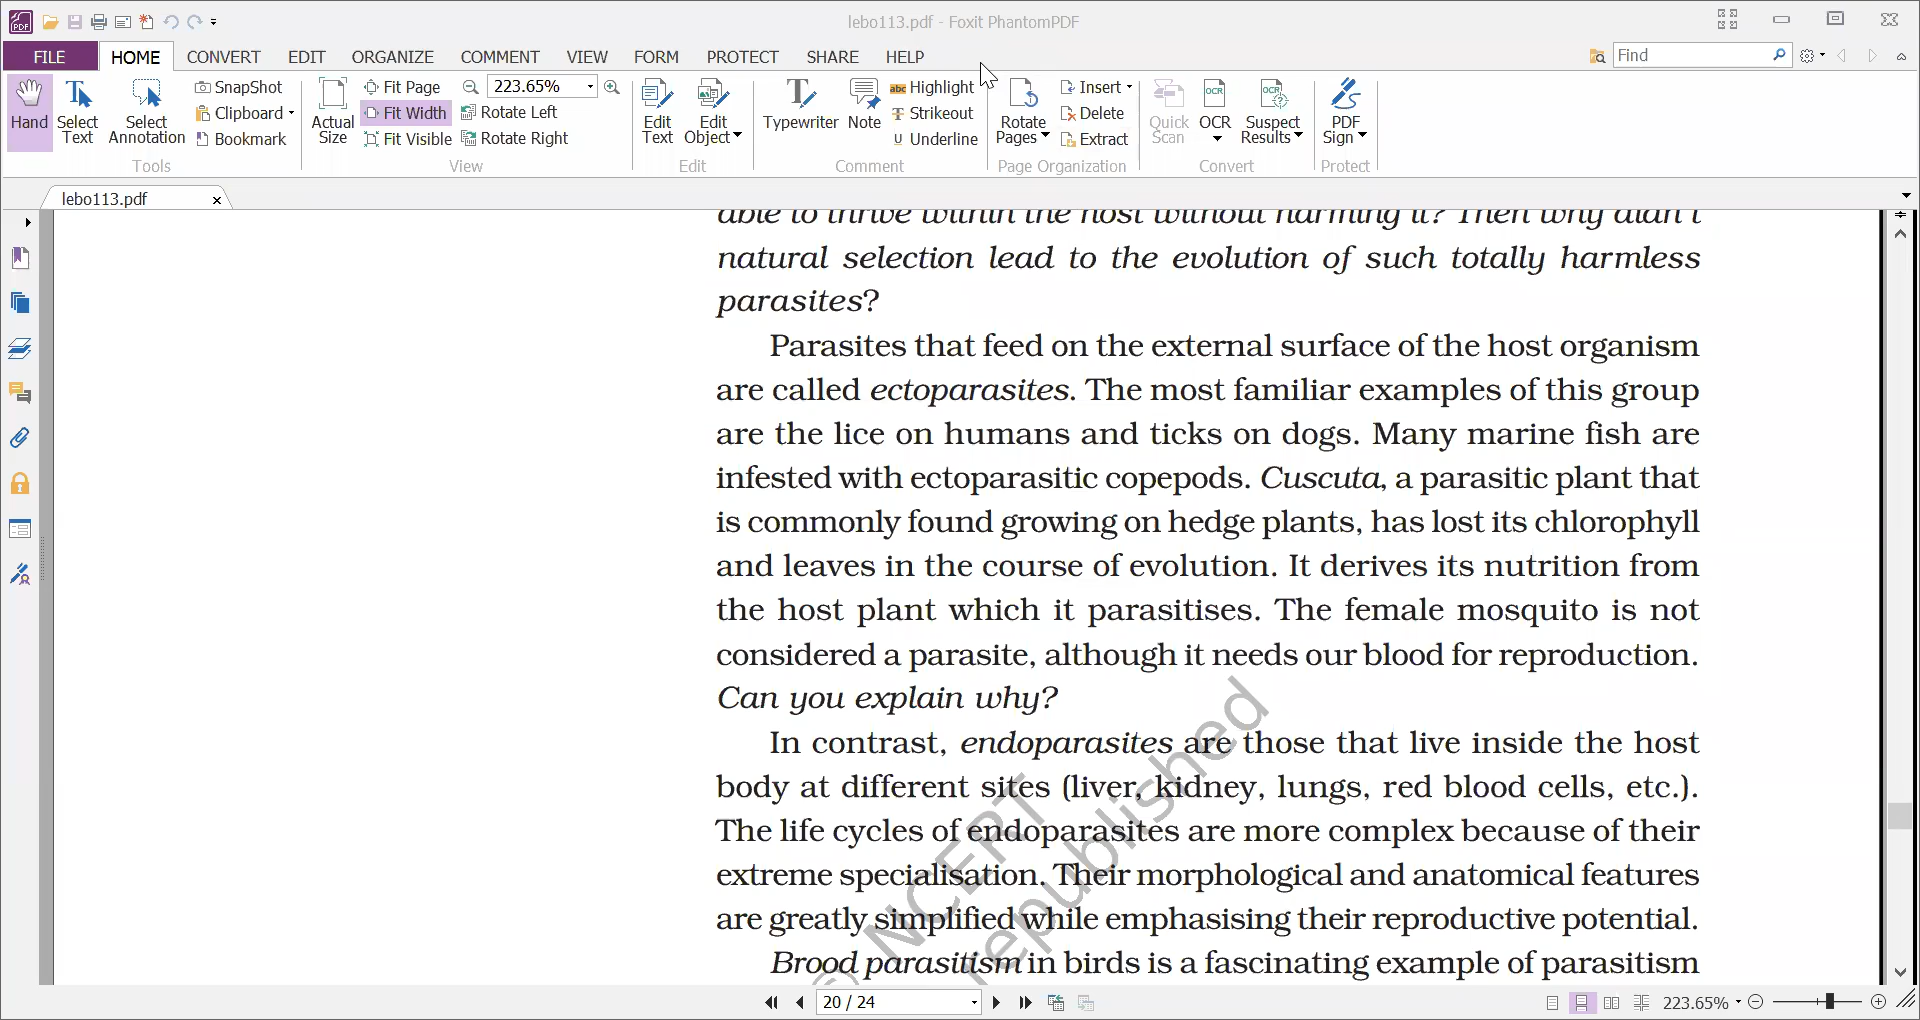 lebo113.pdf - Foxit PhantomPDF
FILE HOME CONVERT EDIT ORGANIZE COMMENT VIEW FORM PROTECT SHARE HELP Find
Hand
Select Text
Select Annotation
SnapShot
Clipboard
Bookmark
Tools
Actual Size
Fit Page
Fit Width
Fit Visible
223.65%
Rotate Left
Rotate Right
View
Edit Text
Edit Object
Edit
Typewriter
Note
Highlight
Strikeout
Underline
Comment
Rotate Pages
Insert
Delete
Extract
Page Organization
Quick Scan
OCR
Suspect Results
Convert
PDF Sign
Protect
lebo113.pdf
able to thrive within the host without harming it? Then why didn't
natural selection lead to the evolution of such totally harmless
parasites?
Parasites that feed on the external surface of the host organism
are called ectoparasites. The most familiar examples of this group
are the lice on humans and ticks on dogs. Many marine fish are
infested with ectoparasitic copepods. Cuscuta, a parasitic plant that
is commonly found growing on hedge plants, has lost its chlorophyll
and leaves in the course of evolution. It derives its nutrition from
the host plant which it parasitises. The female mosquito is not
considered a parasite, although it needs our blood for reproduction.
Can you explain why?
In contrast, endoparasites are those that live inside the host
body at different sites (liver, kidney, lungs, red blood cells, etc.).
The life cycles of endoparasites are more complex because of their
extreme specialisation. Their morphological and anatomical features
are greatly simplified while emphasising their reproductive potential.
Brood parasitism in birds is a fascinating example of parasitism
© NCERT
republished
20 / 24
223.65%